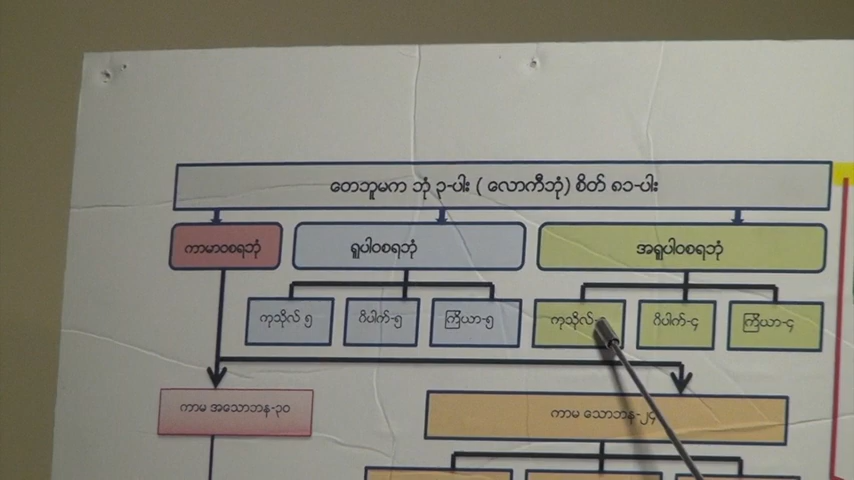 တေဘူမက ဘုံ ၃-ပါး ( လောကီဘုံ) စိတ် ၈၁-ပါး
ကာမာဝစရဘုံ
ရူပါဝစရဘုံ
အရူပါဝစရဘုံ
ကုသိုလ် ၅
ဝိပါက်-၅
ကြိယာ-၅
ကုသိုလ်-
ဝိပါက်-၄
ကြိယာ-၄
ကာမ အသောဘန-၃၀
ကာမ သောဘန-၂၄